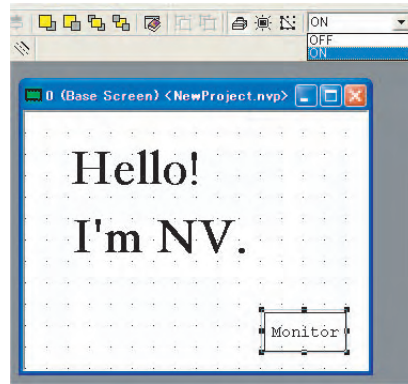 ON
OFF
ON
0 (Base Screen) <NewProject.nvp>
Hello!
I'm NV.
Monitor